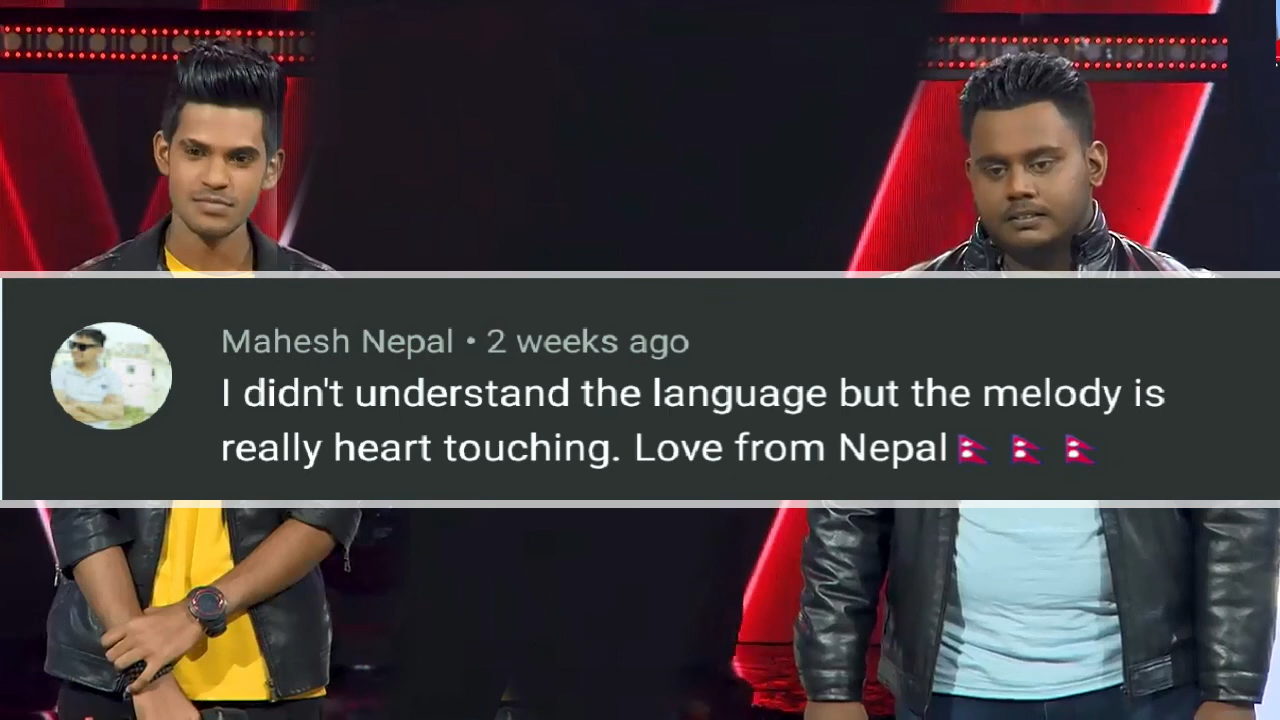 Mahesh Nepal • 2 weeks ago
I didn't understand the language but the melody is
really heart touching. Love from Nepal🇳🇵 🇳🇵 🇳🇵